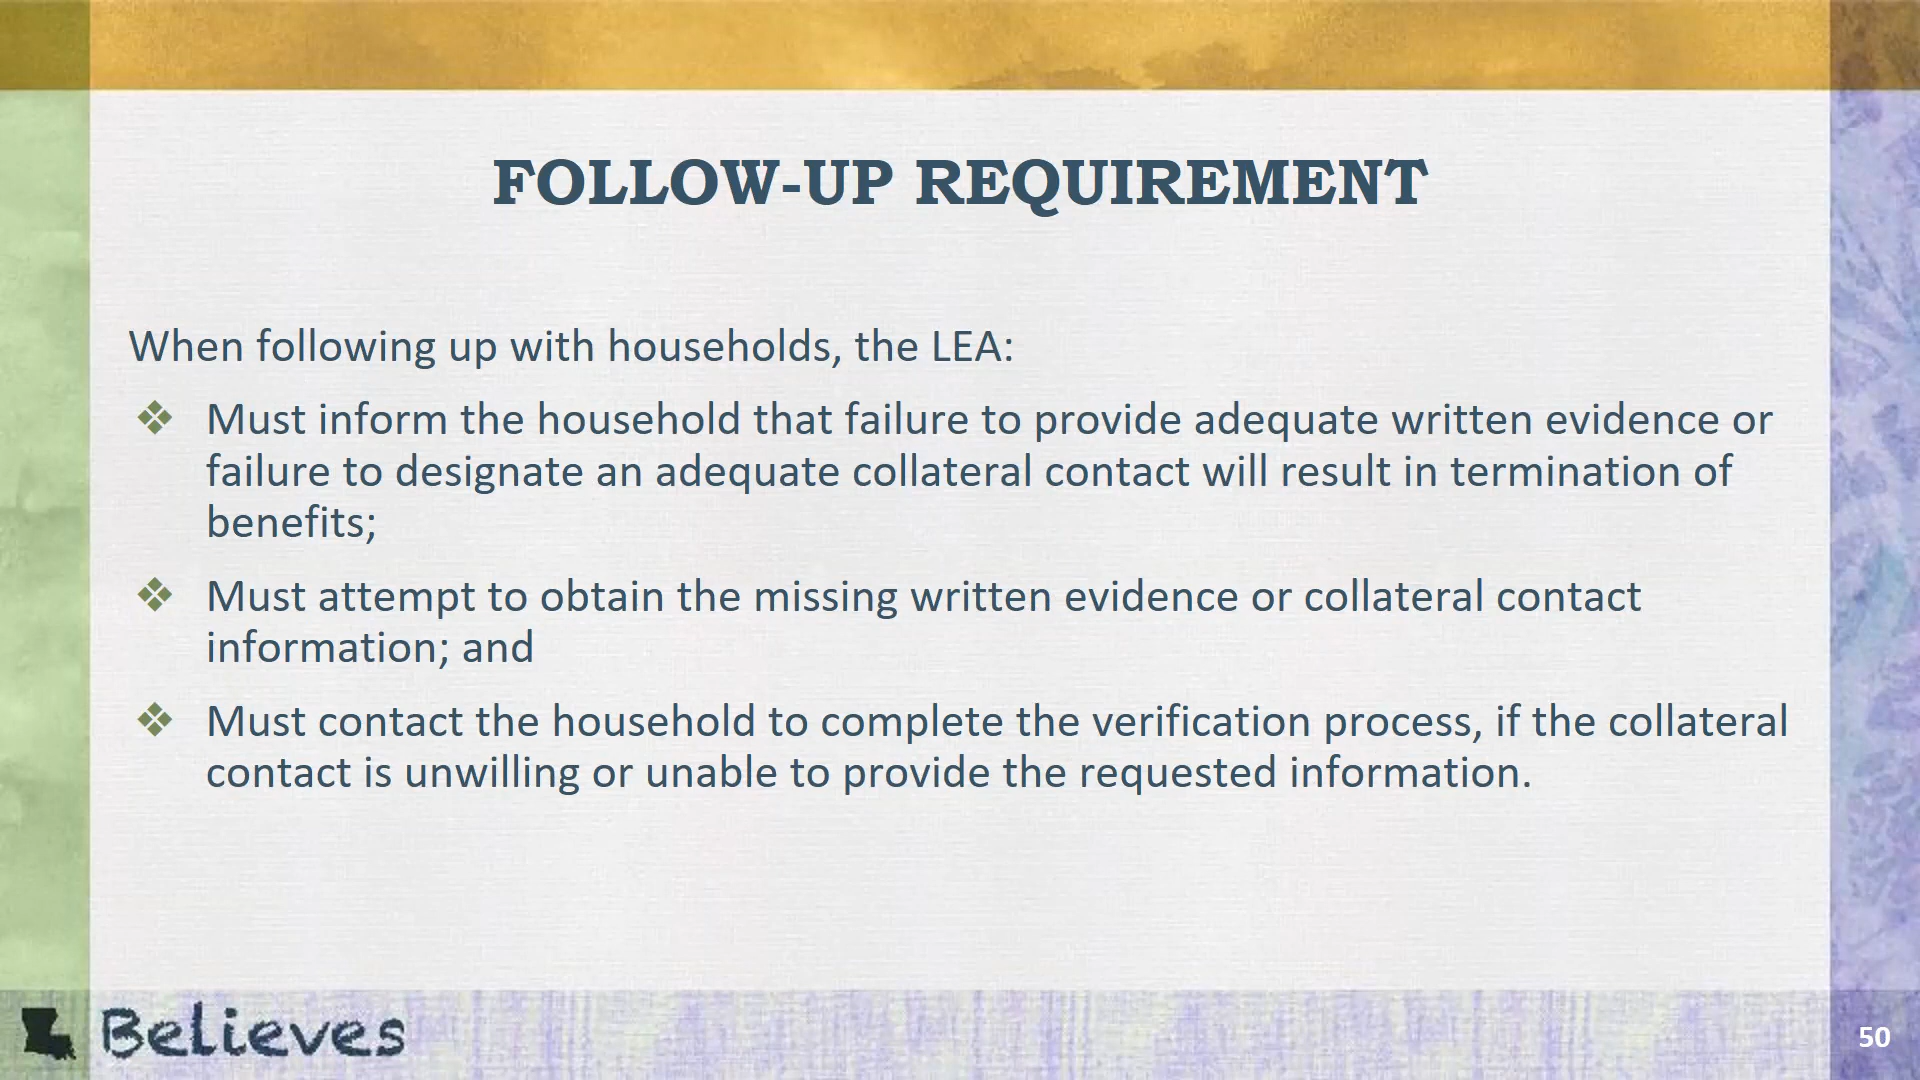 FOLLOW-UP REQUIREMENT
When following up with households, the LEA:
❖ Must inform the household that failure to provide adequate written evidence or
failure to designate an adequate collateral contact will result in termination of
benefits;
❖ Must attempt to obtain the missing written evidence or collateral contact
information; and
❖ Must contact the household to complete the verification process, if the collateral
contact is unwilling or unable to provide the requested information.
Believes
50